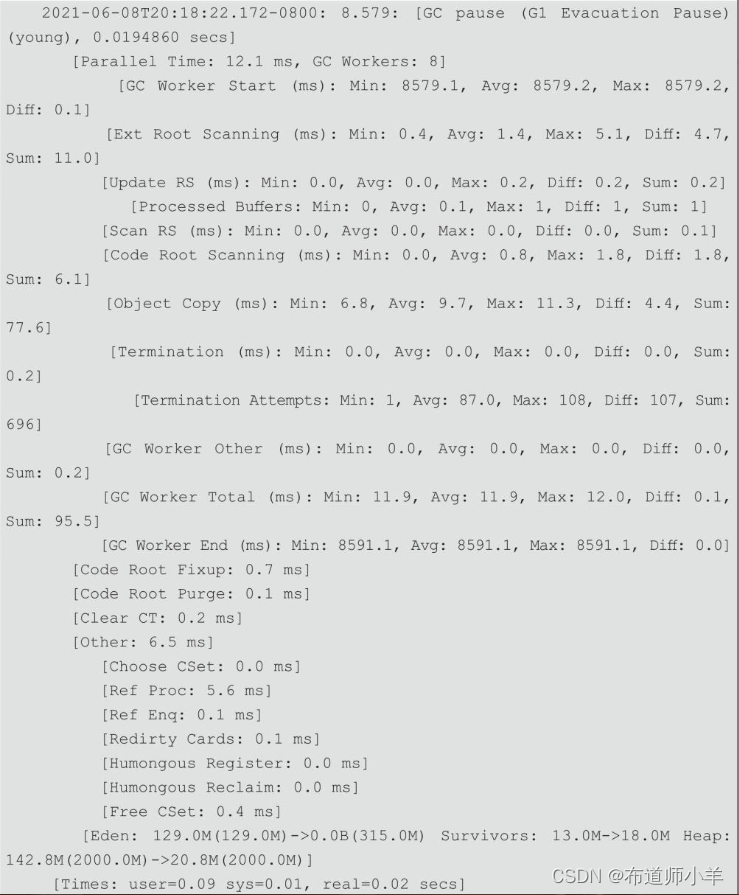 2021-06-08T20:18:22.172-0800: 8.579: [GC pause (G1 Evacuation Pause)
(young), 0.0194860 secs]
[Parallel Time: 12.1 ms, GC Workers: 8]
[GC Worker Start (ms): Min: 8579.1, Avg: 8579.2, Max: 8579.2,
Diff: 0.1]
[Ext Root Scanning (ms): Min: 0.4, Avg: 1.4, Max: 5.1, Diff: 4.7,
Sum: 11.0]
[Update RS (ms): Min: 0.0, Avg: 0.0, Max: 0.2, Diff: 0.2, Sum: 0.2]
[Processed Buffers: Min: 0, Avg: 0.1, Max: 1, Diff: 1, Sum: 1]
[Scan RS (ms): Min: 0.0, Avg: 0.0, Max: 0.0, Diff: 0.0, Sum: 0.1]
[Code Root Scanning (ms): Min: 0.0, Avg: 0.8, Max: 1.8, Diff: 1.8,
Sum: 6.1]
[Object Copy (ms): Min: 6.8, Avg: 9.7, Max: 11.3, Diff: 4.4, Sum:
77.6]
[Termination (ms): Min: 0.0, Avg: 0.0, Max: 0.0, Diff: 0.0, Sum:
0.2]
[Termination Attempts: Min: 1, Avg: 87.0, Max: 108, Diff: 107, Sum:
696]
[GC Worker Other (ms): Min: 0.0, Avg: 0.0, Max: 0.0, Diff: 0.0,
Sum: 0.2]
[GC Worker Total (ms): Min: 11.9, Avg: 11.9, Max: 12.0, Diff: 0.1,
Sum: 95.5]
[GC Worker End (ms): Min: 8591.1, Avg: 8591.1, Max: 8591.1, Diff: 0.0]
[Code Root Fixup: 0.7 ms]
[Code Root Purge: 0.1 ms]
[Clear CT: 0.2 ms]
[Other: 6.5 ms]
[Choose CSet: 0.0 ms]
[Ref Proc: 5.6 ms]
[Ref Enq: 0.1 ms]
[Redirty Cards: 0.1 ms]
[Humongous Register: 0.0 ms]
[Humongous Reclaim: 0.0 ms]
[Free CSet: 0.4 ms]
[Eden: 129.0M(129.0M)->0.0B(315.0M) Survivors: 13.0M->18.0M Heap:
142.8M(2000.0M)->20.8M(2000.0M)]
[Times: user=0.09 sys=0.01, real=0.02 secs]
CSDN @布道师小羊